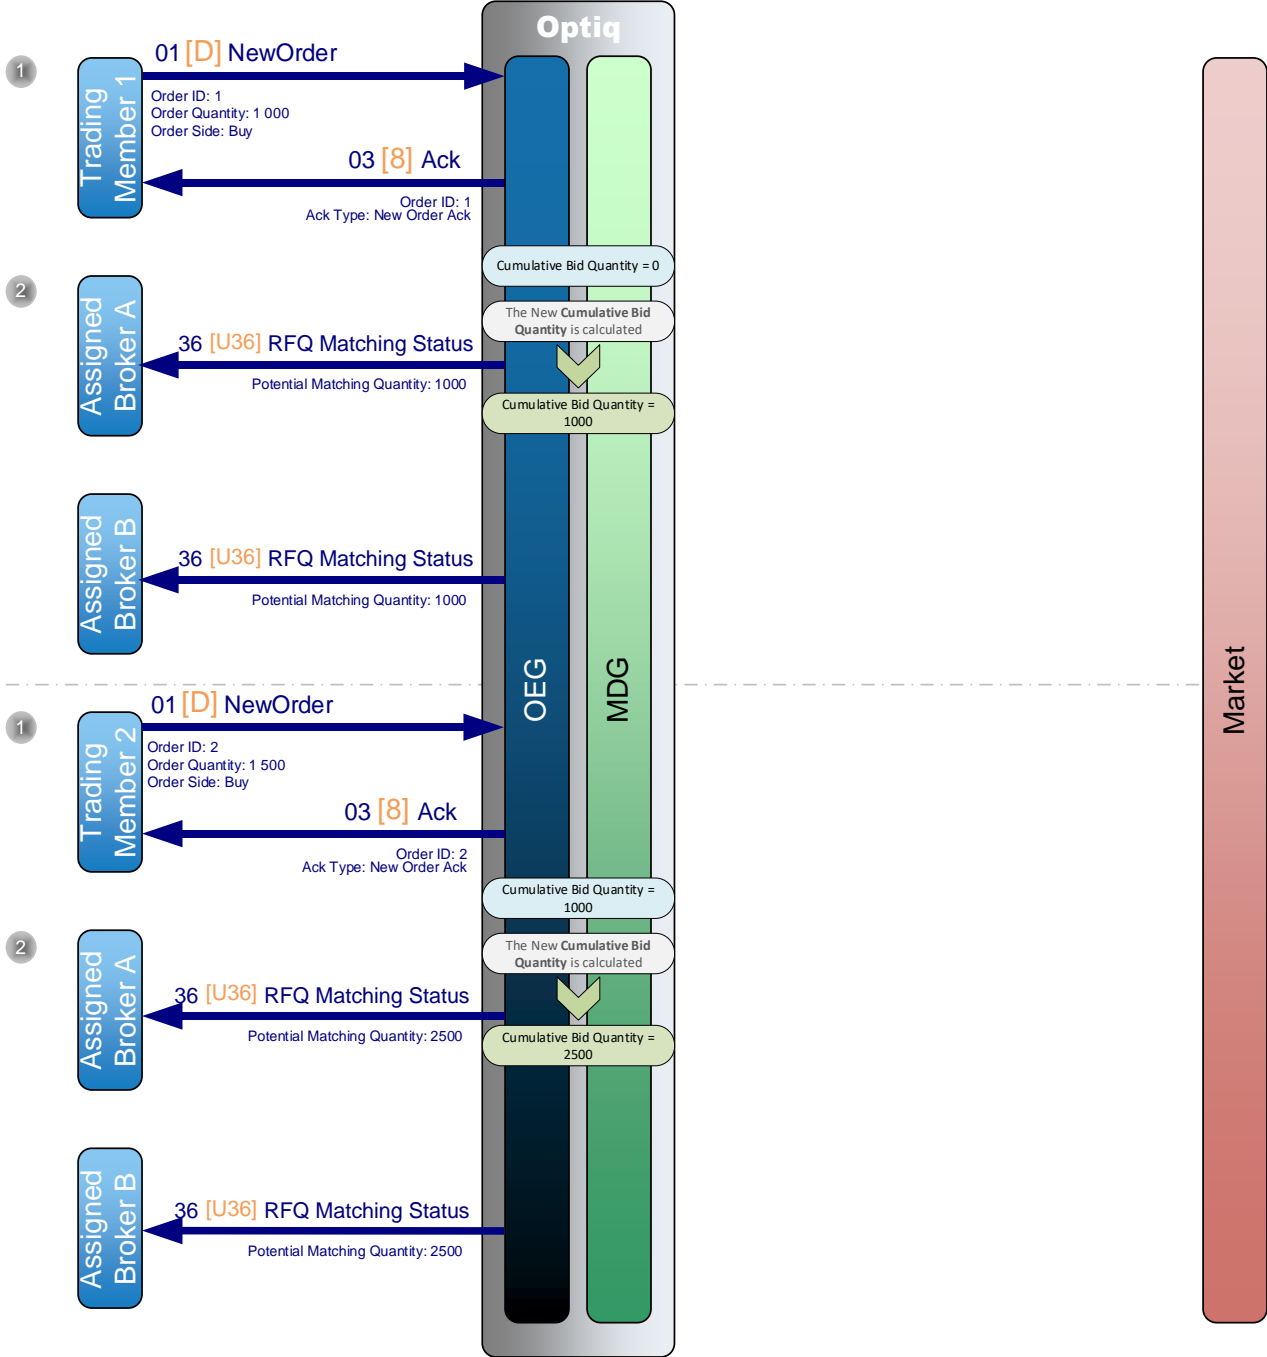 Optiq
1
01 [D] NewOrder
Trading
Member 1
Order ID: 1
Order Quantity: 1 000
Order Side: Buy
03 [8] Ack
Order ID: 1
Ack Type: New Order Ack
Cumulative Bid Quantity = 0
2
Assigned
Broker A
The New Cumulative Bid
Quantity is calculated
36 [U36] RFQ Matching Status
Potential Matching Quantity: 1000
Cumulative Bid Quantity =
1000
Assigned
Broker B
36 [U36] RFQ Matching Status
Potential Matching Quantity: 1000
OEG
MDG
Market
1
01 [D] NewOrder
Trading
Member 2
Order ID: 2
Order Quantity: 1 500
Order Side: Buy
03 [8] Ack
Order ID: 2
Ack Type: New Order Ack
Cumulative Bid Quantity =
1000
2
Assigned
Broker A
The New Cumulative Bid
Quantity is calculated
36 [U36] RFQ Matching Status
Potential Matching Quantity: 2500
Cumulative Bid Quantity =
2500
Assigned
Broker B
36 [U36] RFQ Matching Status
Potential Matching Quantity: 2500